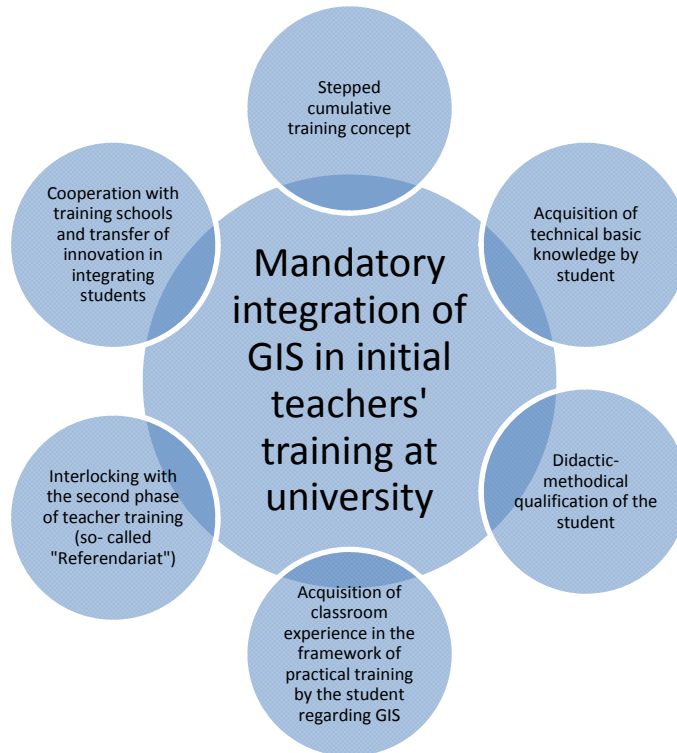 Stepped
cumulative
training concept
Cooperation with
training schools
and transfer of
innovation in
integrating
students
Acquisition of
technical basic
knowledge by
student
Mandatory
integration of
GIS in initial
teachers'
training at
university
Interlocking with
the second phase
of teacher training
(so- called
"Referendariat")
Didactic-
methodical
qualification of the
student
Acquisition of
classroom
experience in the
framework of
practical training
by the student
regarding GIS